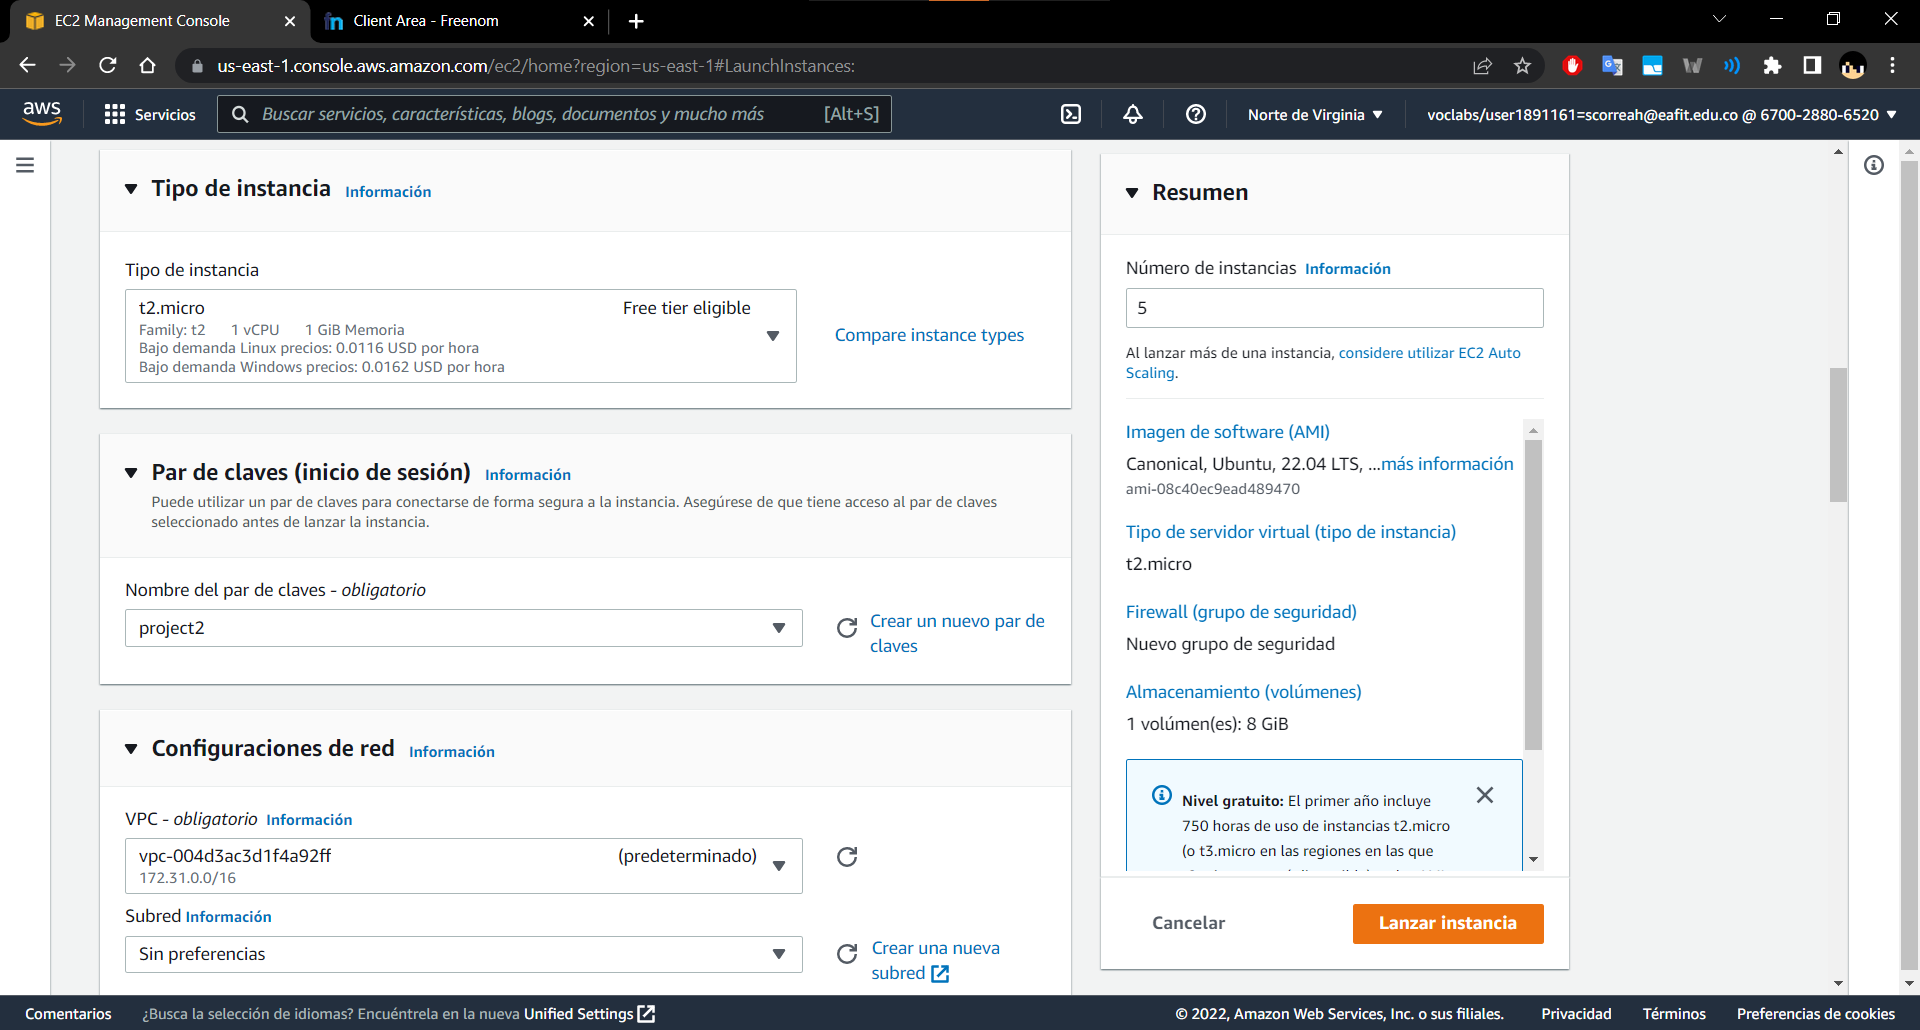 EC2 Management Console
Client Area - Freenom
us-east-1.console.aws.amazon.com/ec2/home?region=us-east-1#LaunchInstances:
aws
Servicios
Buscar servicios, características, blogs, documentos y mucho más [Alt+S]
Norte de Virginia
voclabs/user1891161=scorreah@eafit.edu.co @ 6700-2880-6520
Tipo de instancia Información
Tipo de instancia
t2.micro Free tier eligible
Family: t2 1 vCPU 1 GiB Memoria
Bajo demanda Linux precios: 0.0116 USD por hora
Bajo demanda Windows precios: 0.0162 USD por hora
Compare instance types
Par de claves (inicio de sesión) Información
Puede utilizar un par de claves para conectarse de forma segura a la instancia. Asegúrese de que tiene acceso al par de claves
seleccionado antes de lanzar la instancia.
Nombre del par de claves - obligatorio
project2
Crear un nuevo par de
claves
Configuraciones de red Información
VPC - obligatorio Información
vpc-004d3ac3d1f4a92ff (predeterminado)
172.31.0.0/16
Subred Información
Sin preferencias
Crear una nueva
subred
Resumen
Número de instancias Información
5
Al lanzar más de una instancia, considere utilizar EC2 Auto
Scaling.
Imagen de software (AMI)
Canonical, Ubuntu, 22.04 LTS, ...más información
ami-08c40ec9ead489470
Tipo de servidor virtual (tipo de instancia)
t2.micro
Firewall (grupo de seguridad)
Nuevo grupo de seguridad
Almacenamiento (volúmenes)
1 volúmen(es): 8 GiB
Nivel gratuito: El primer año incluye
750 horas de uso de instancias t2.micro
(o t3.micro en las regiones en las que
Cancelar
Lanzar instancia
Comentarios
¿Busca la selección de idiomas? Encuéntrela en la nueva Unified Settings
© 2022, Amazon Web Services, Inc. o sus filiales.
Privacidad
Términos
Preferencias de cookies